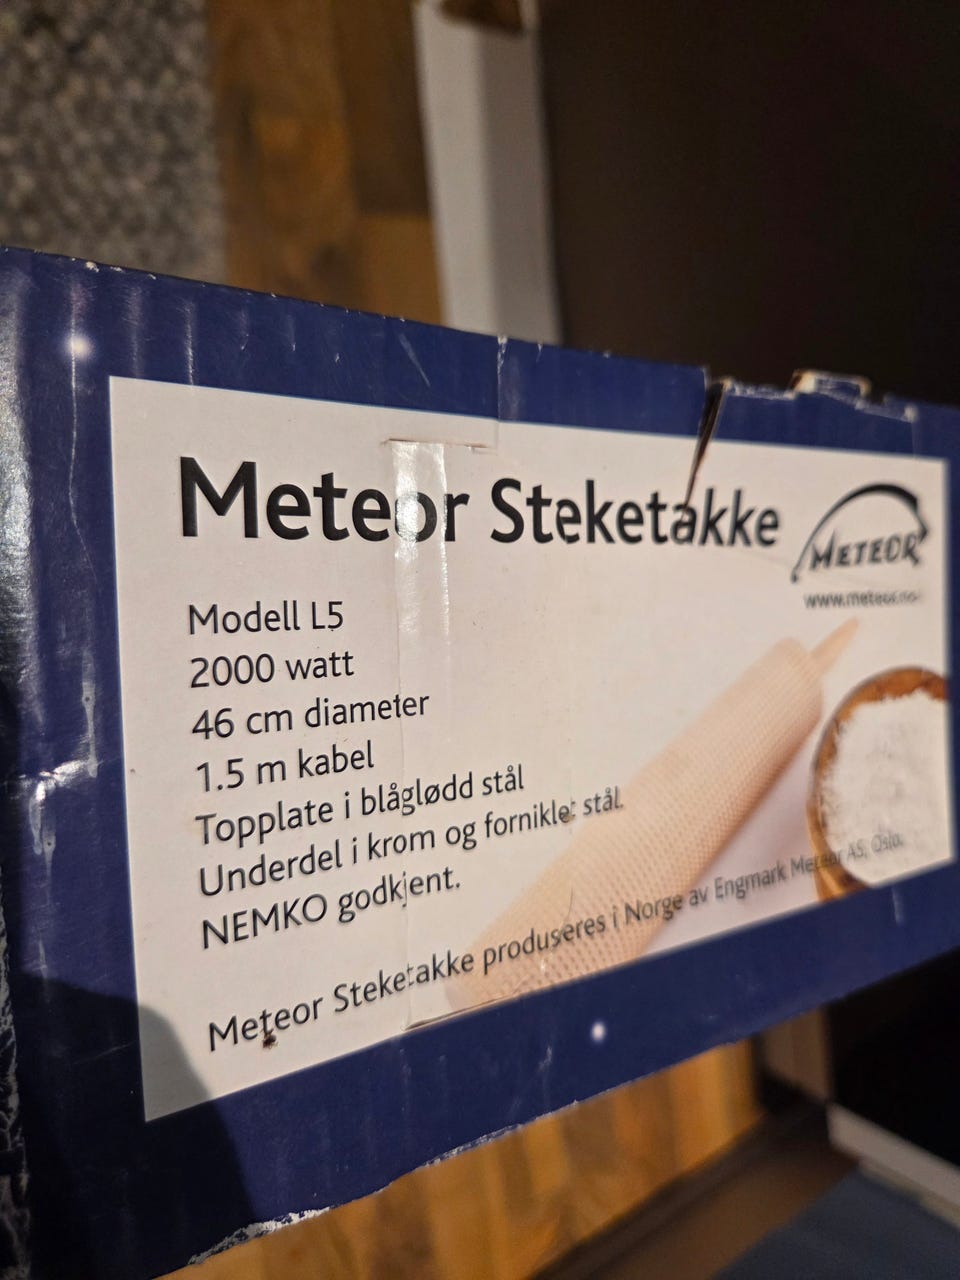 Meteor Steketakke
METEOR
www.meteor.no
Modell L5
2000 watt
46 cm diameter
1.5 m kabel
Topplate i blåglødd stål
Underdel i krom og forniklet stål.
NEMKO godkjent.
Meteor Steketakke produseres i Norge av Engmark Meteor AS, Oslo.